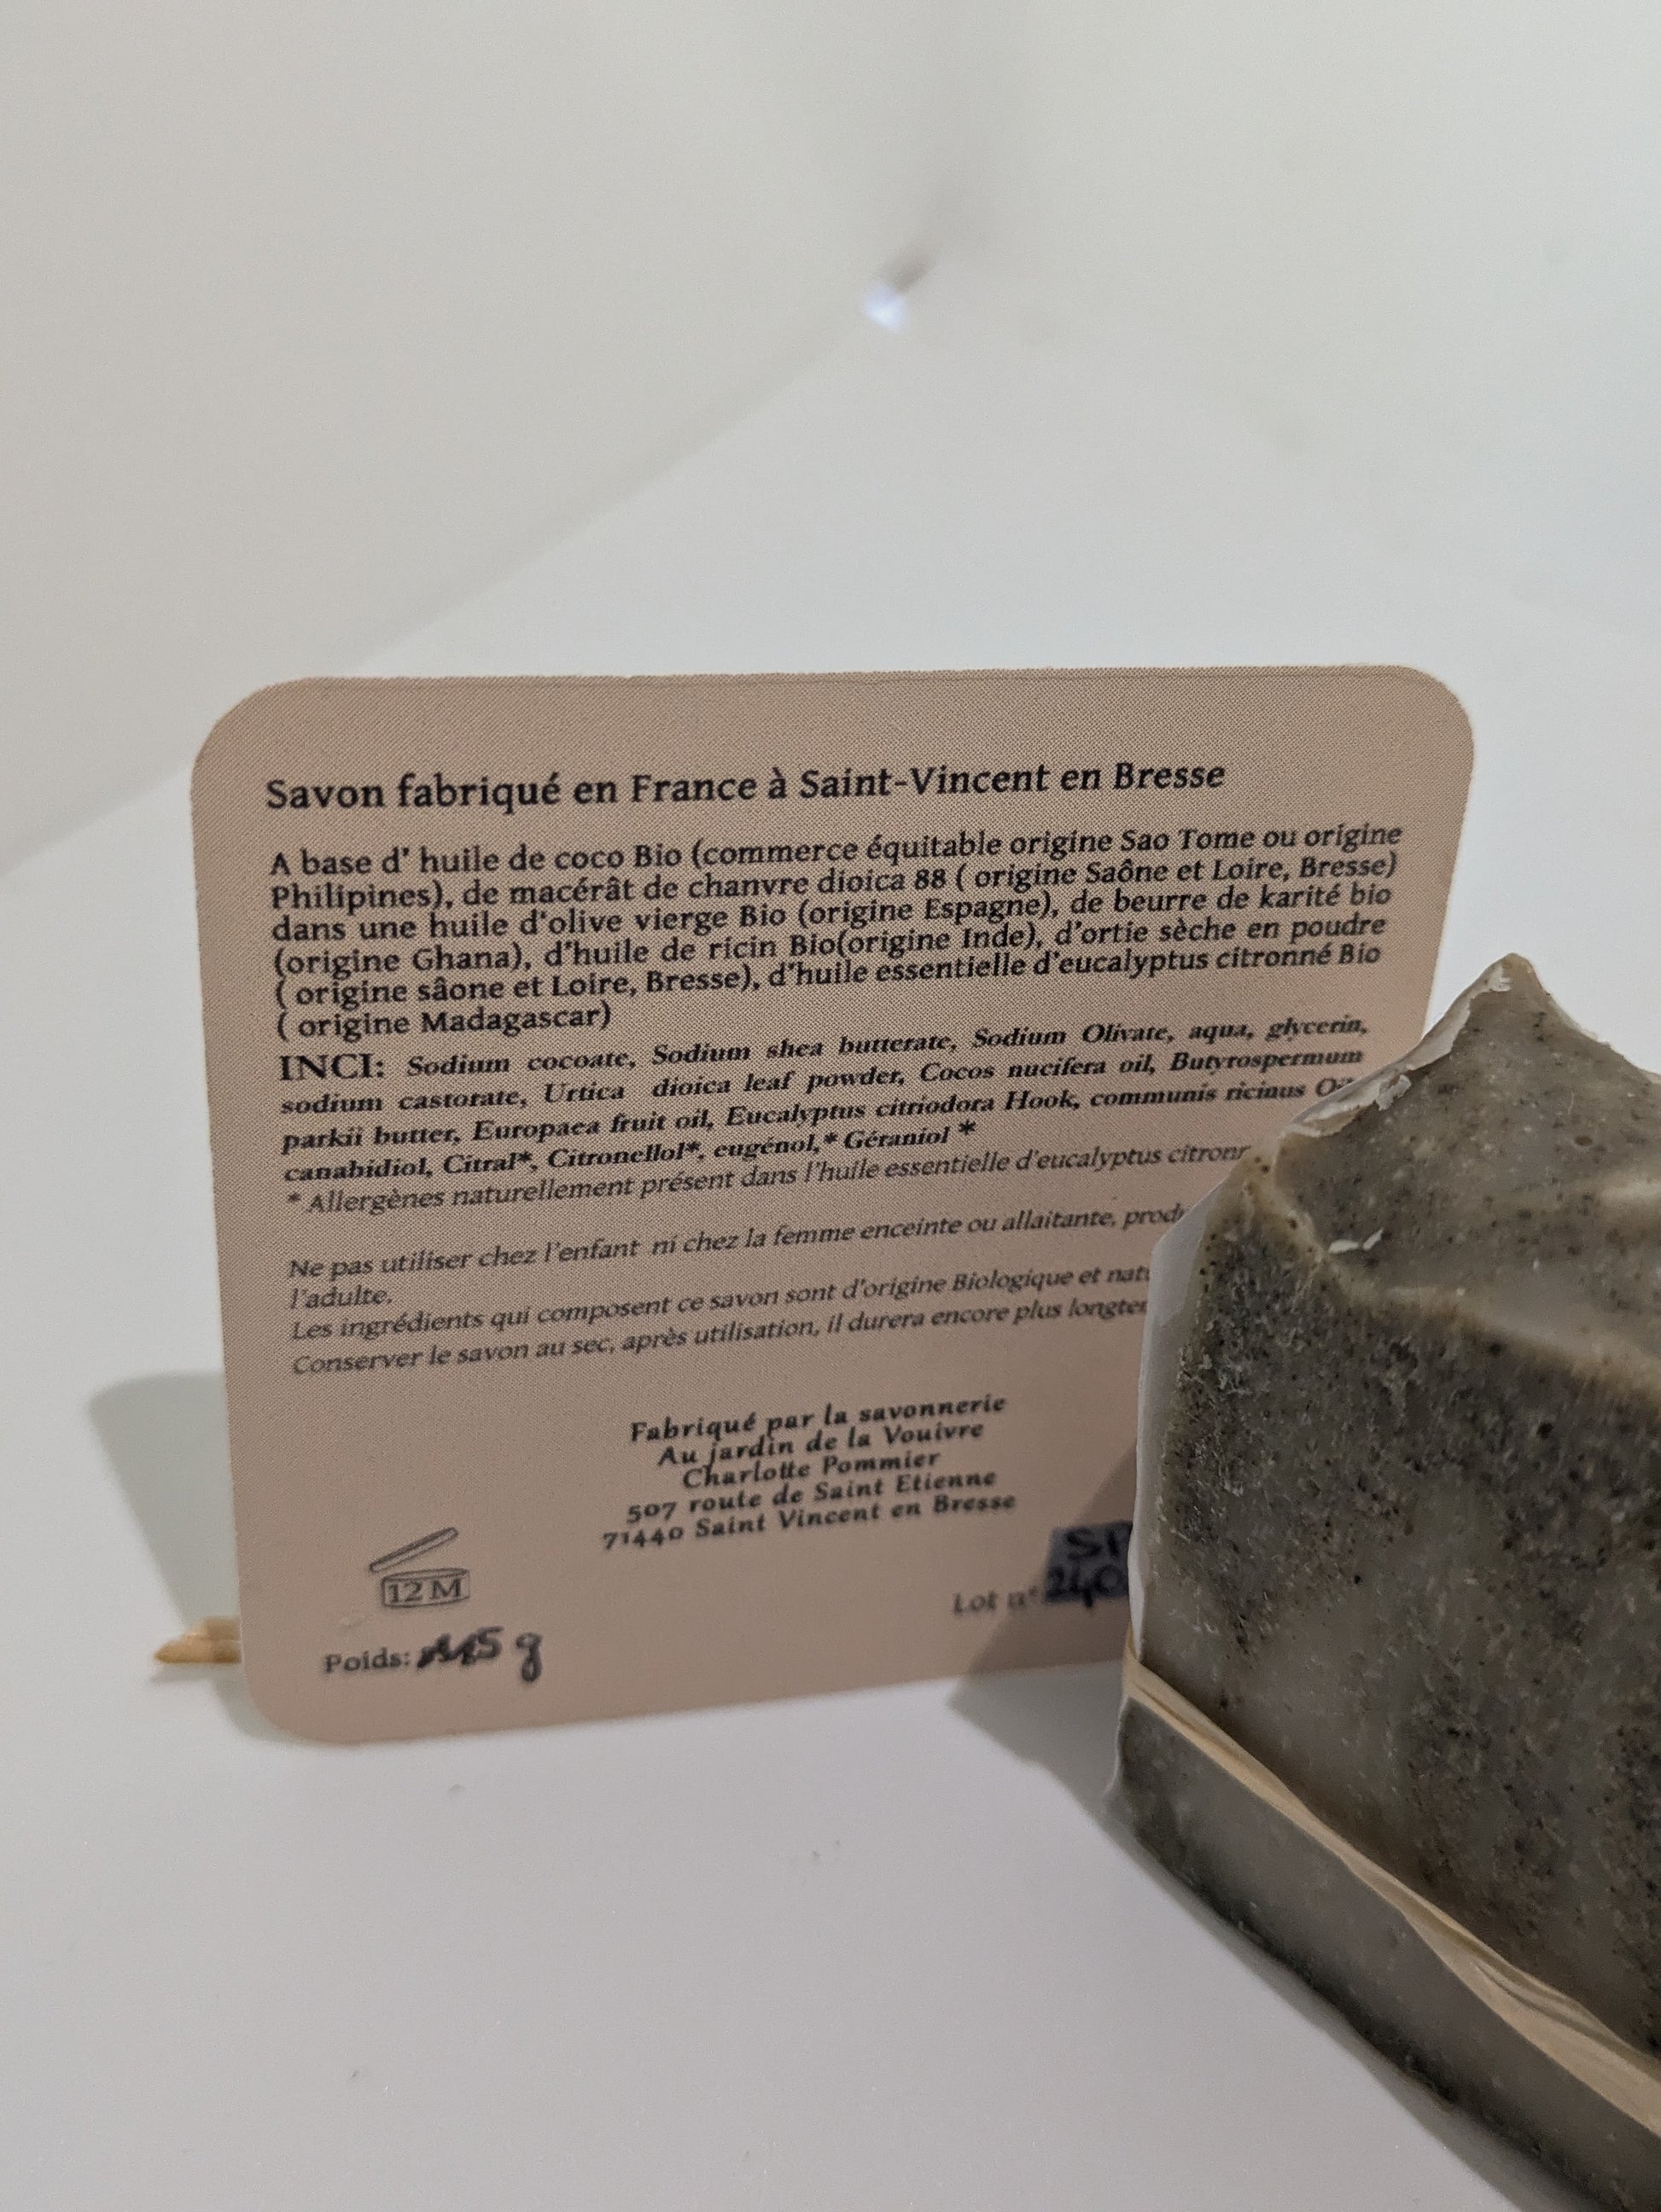 Savon fabriqué en France à Saint-Vincent en Bresse
A base d' huile de coco Bio (commerce équitable origine Sao Tome ou origine
Philipines), de macérât de chanvre dioica 88 ( origine Saône et Loire, Bresse)
dans une huile d'olive vierge Bio (origine Espagne), de beurre de karité bio
(origine Ghana), d'huile de ricin Bio(origine Inde), d'ortie sèche en poudre
( origine sâone et Loire, Bresse), d'huile essentielle d'eucalyptus citronné Bio
( origine Madagascar)
INCI: Sodium cocoate, Sodium shea butterate, Sodium Olivate, aqua, glycerin,
sodium castorate, Urtica dioica leaf powder, Cocos nucifera oil, Butyrospermum
parkii butter, Europaea fruit oil, Eucalyptus citriodora Hook, communis ricinus
canabidiol, Citral*, Citronellol*, eugénol,* Géraniol *
* Allergènes naturellement présent dans l'huile essentielle d'eucalyptus
Ne pas utiliser chez l'enfant ni chez la femme enceinte ou allaitante,
l'adulte.
Les ingrédients qui composent ce savon sont d'origine Biologique et
Conserver le savon au sec, après utilisation, il durera encore plus
Fabriqué par la savonnerie
Au jardin de la Vouivre
Charlotte Pommier
507 route de Saint Etienne
71440 Saint Vincent en Bresse
12 M
Lot n°
Poids: g